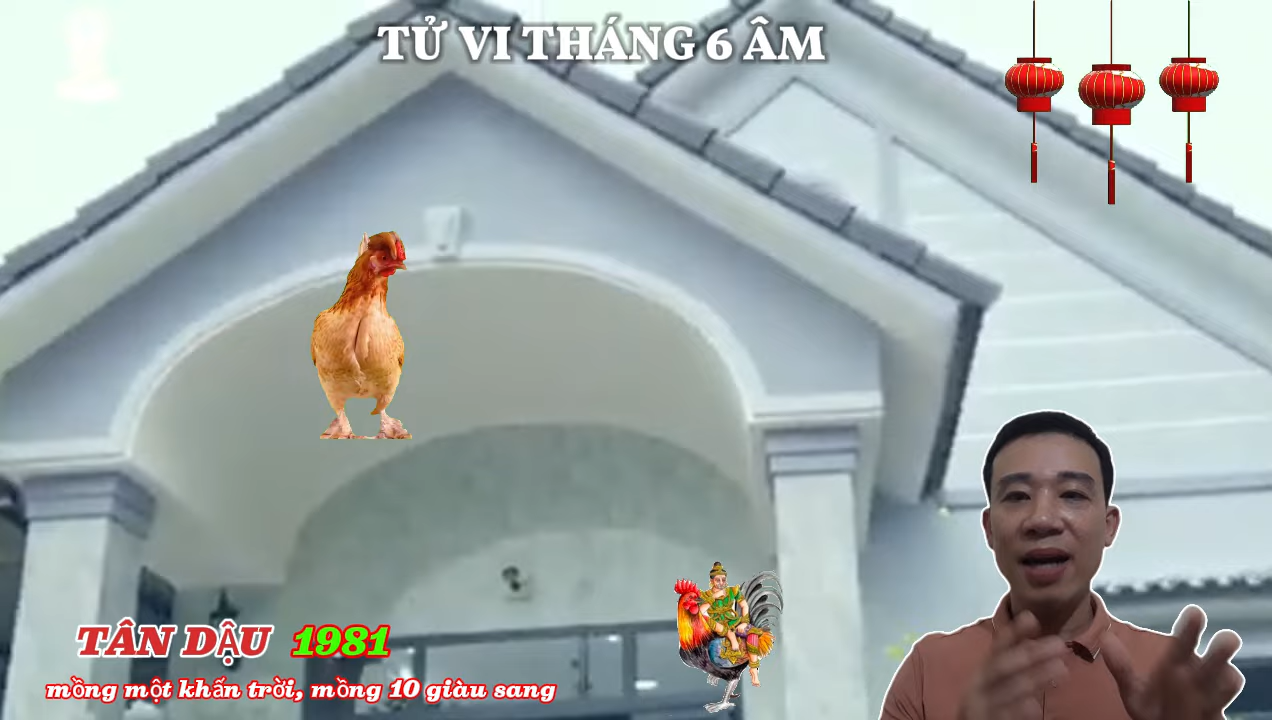 TỬ VI THÁNG 6 ÂM
TÂN DẬU 1981
mồng một khấn trời, mồng 10 giàu sang